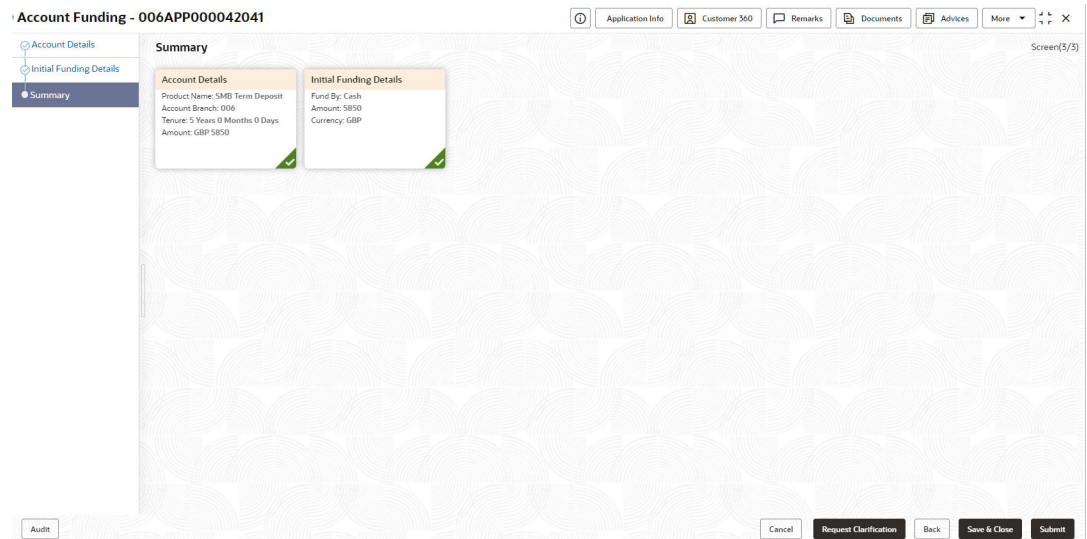 Account Funding - 006APP000042041
Application Info
Customer 360
Remarks
Documents
Advices
More
Account Details
Initial Funding Details
Summary
Summary
Screen(3/3)
Account Details
Product Name: SMB Term Deposit
Account Branch: 006
Tenure: 5 Years 0 Months 0 Days
Amount: GBP 5850
Initial Funding Details
Fund By: Cash
Amount: 5850
Currency: GBP
Audit
Cancel
Request Clarification
Back
Save & Close
Submit